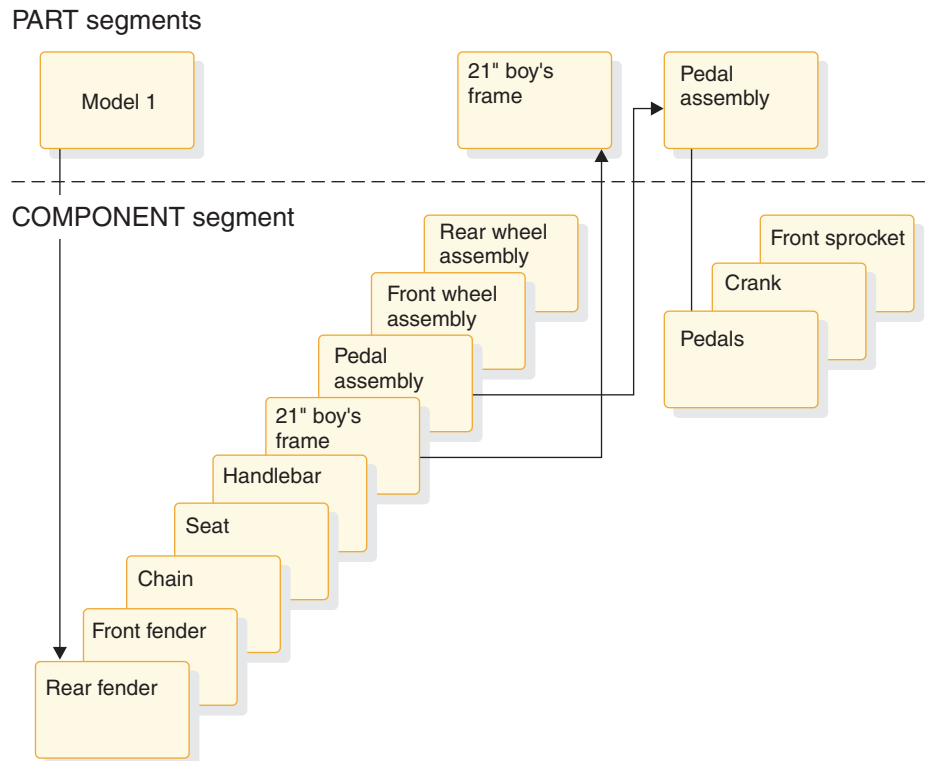 PART segments
Model 1
21" boy's
frame
Pedal
assembly
COMPONENT segment
Rear wheel
assembly
Front wheel
assembly
Pedal
assembly
21" boy's
frame
Handlebar
Seat
Chain
Front fender
Rear fender
Front sprocket
Crank
Pedals